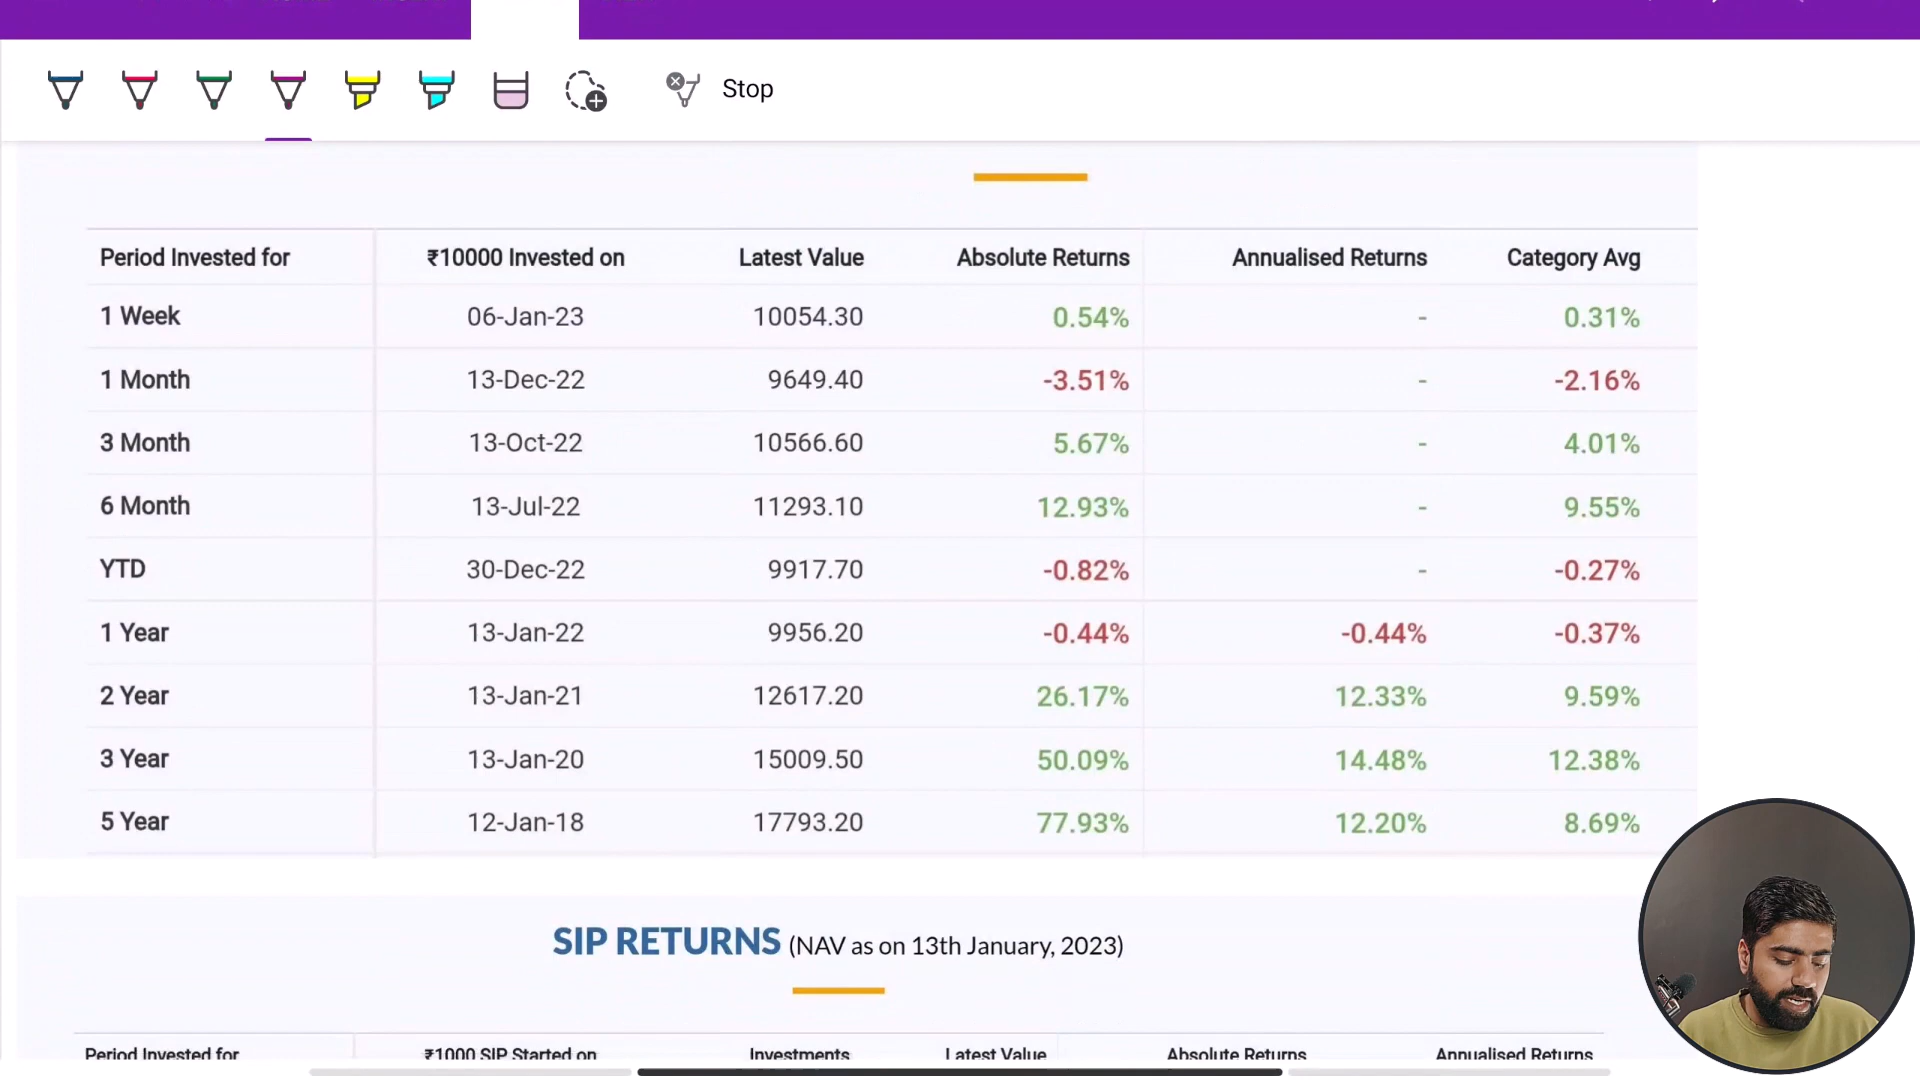 Stop
Period Invested for ₹10000 Invested on Latest Value Absolute Returns Annualised Returns Category Avg
1 Week 06-Jan-23 10054.30 0.54% - 0.31%
1 Month 13-Dec-22 9649.40 -3.51% - -2.16%
3 Month 13-Oct-22 10566.60 5.67% - 4.01%
6 Month 13-Jul-22 11293.10 12.93% - 9.55%
YTD 30-Dec-22 9917.70 -0.82% - -0.27%
1 Year 13-Jan-22 9956.20 -0.44% -0.44% -0.37%
2 Year 13-Jan-21 12617.20 26.17% 12.33% 9.59%
3 Year 13-Jan-20 15009.50 50.09% 14.48% 12.38%
5 Year 12-Jan-18 17793.20 77.93% 12.20% 8.69%
SIP RETURNS (NAV as on 13th January, 2023)
Period Invested for ₹1000 SIP Started on Investments Latest Value Absolute Returns Annualised Returns